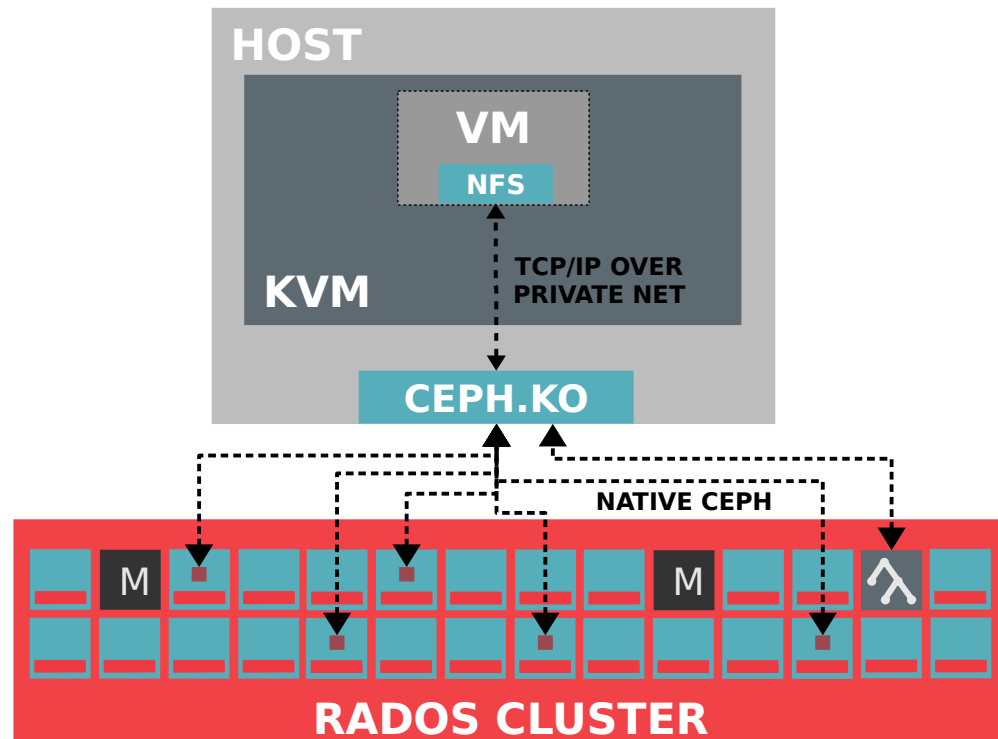 HOST
VM
NFS
TCP/IP OVER
PRIVATE NET
KVM
CEPH.KO
NATIVE CEPH
M
M
RADOS CLUSTER